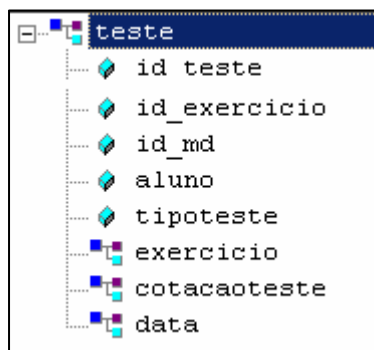 teste
id teste
id_exercicio
id_md
aluno
tipoteste
exercicio
cotacaoteste
data